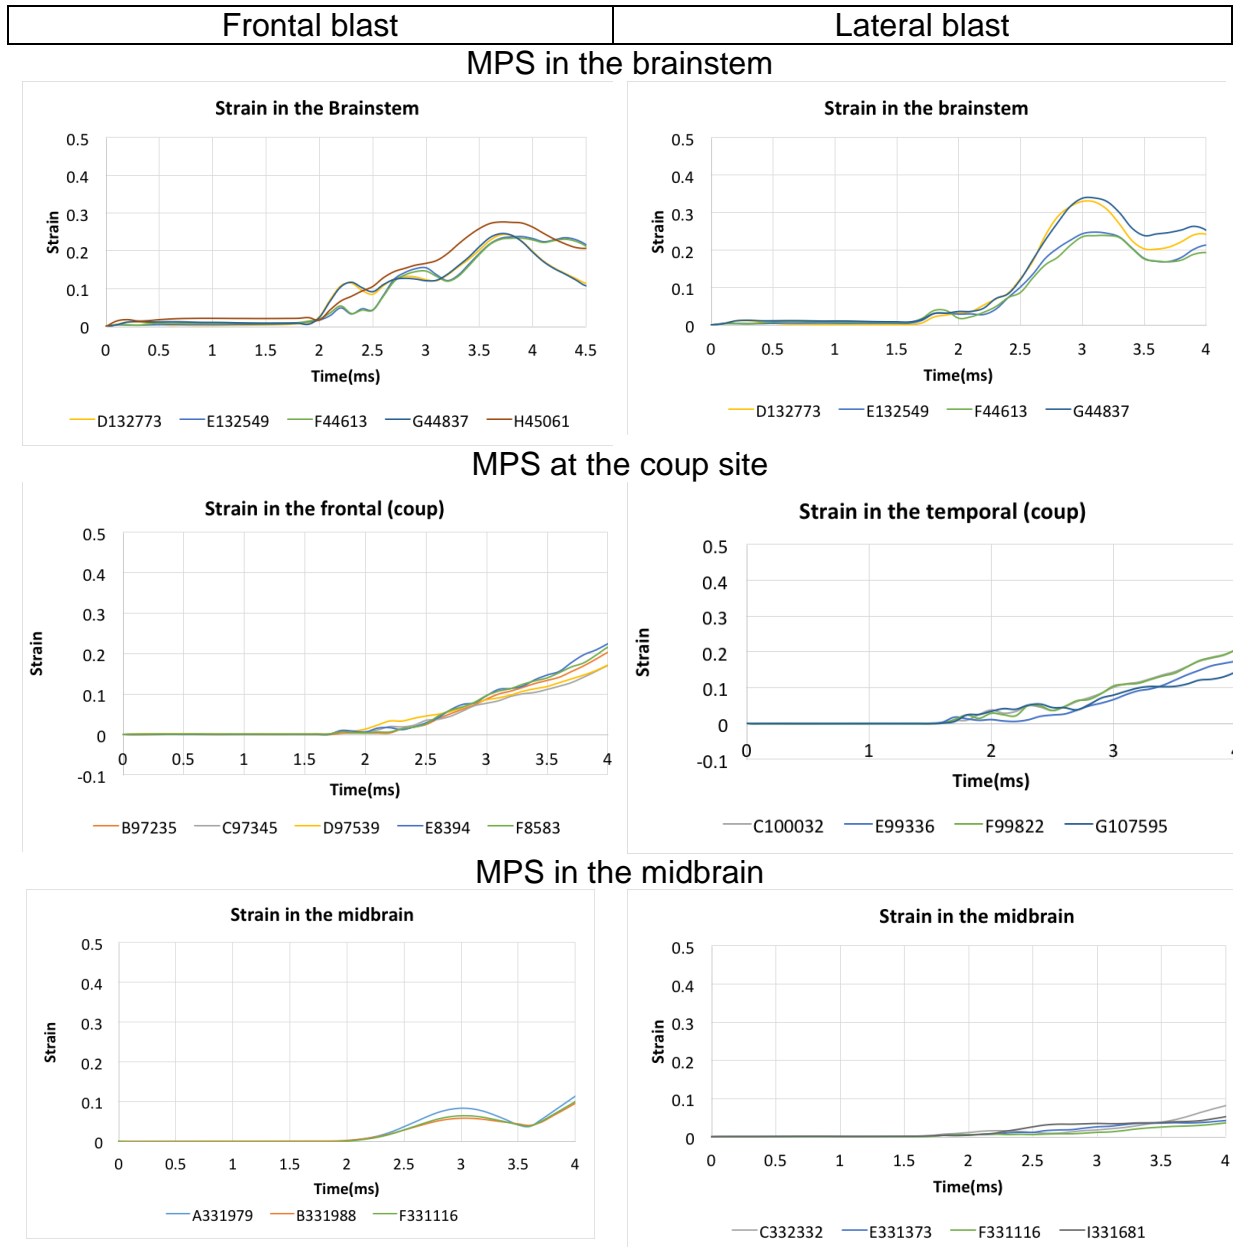 Frontal blast Lateral blast
MPS in the brainstem
Strain in the Brainstem
0.5
0.4
0.3
0.2
0.1
0
Strain
0 0.5 1 1.5 2 2.5 3 3.5 4 4.5
Time(ms)
D132773 E132549 F44613 G44837 H45061
Strain in the brainstem
0.5
0.4
0.3
0.2
0.1
0
Strain
0 0.5 1 1.5 2 2.5 3 3.5 4
Time(ms)
D132773 E132549 F44613 G44837
MPS at the coup site
Strain in the frontal (coup)
0.5
0.4
0.3
0.2
0.1
0
-0.1
Strain
0 0.5 1 1.5 2 2.5 3 3.5 4
Time(ms)
B97235 C97345 D97539 E8394 F8583
Strain in the temporal (coup)
0.5
0.4
0.3
0.2
0.1
0
-0.1
Strain
0 1 2 3 4
Time(ms)
C100032 E99336 F99822 G107595
MPS in the midbrain
Strain in the midbrain
0.5
0.4
0.3
0.2
0.1
0
Strain
0 0.5 1 1.5 2 2.5 3 3.5 4
Time(ms)
A331979 B331988 F331116
Strain in the midbrain
0.5
0.4
0.3
0.2
0.1
0
Strain
0 0.5 1 1.5 2 2.5 3 3.5 4
Time(ms)
C332332 E331373 F331116 I331681